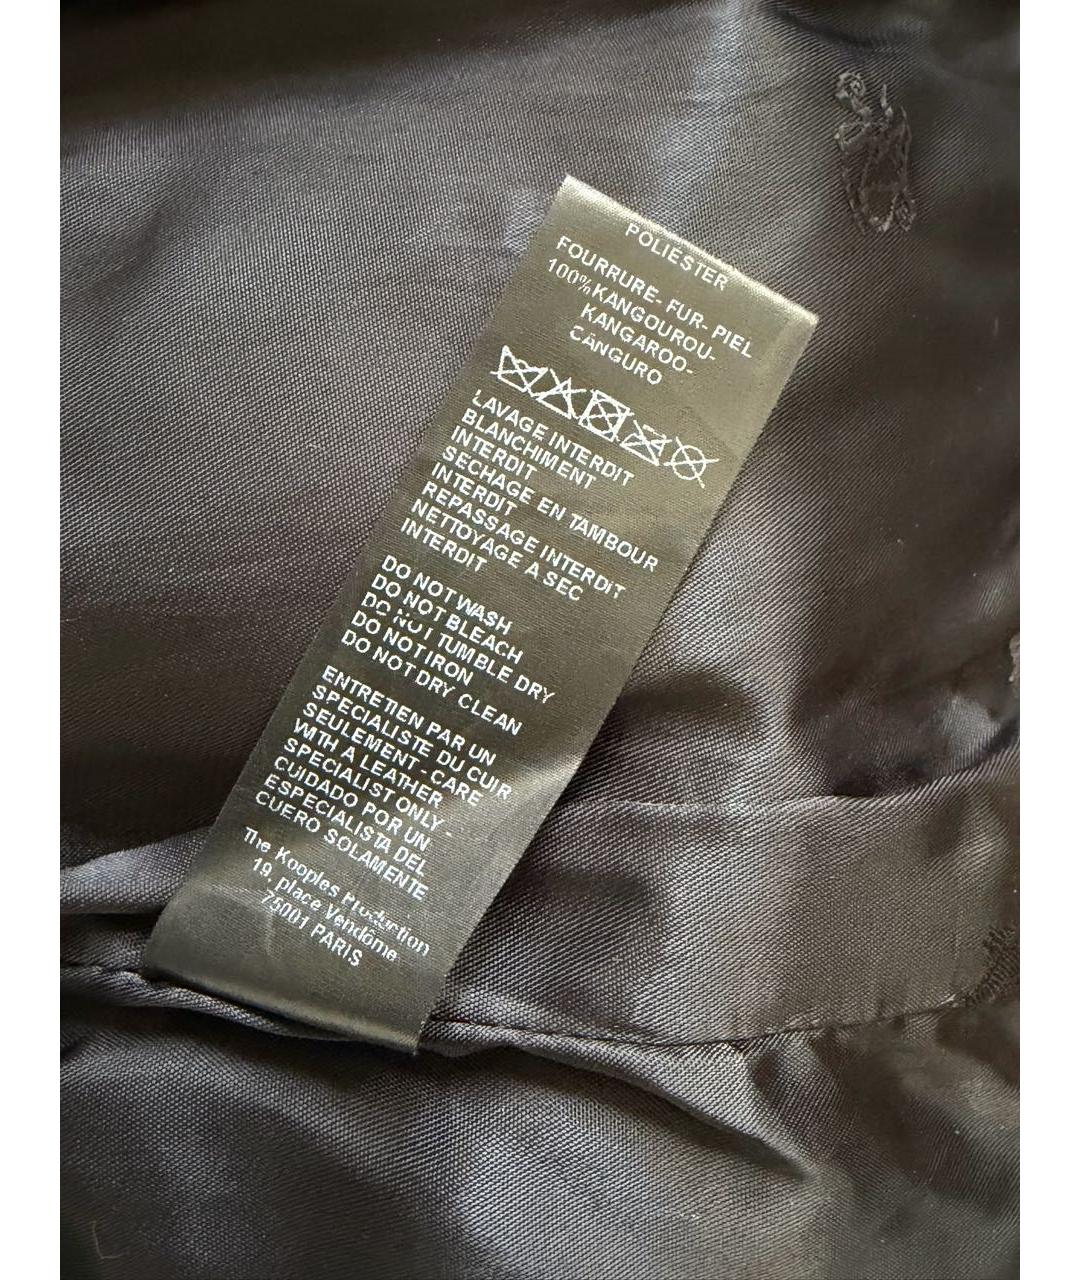 POLIÉSTER
FOURRURE- FUR- PIEL
100%KANGOUROU-
KANGAROO-
CANGURO
LAVAGE INTERDIT
BLANCHIMENT
INTERDIT
SECHAGE EN TAMBOUR
INTERDIT
REPASSAGE INTERDIT
NETTOYAGE A SEC
INTERDIT
DO NOT WASH
DO NOT BLEACH
DO NOT TUMBLE DRY
DO NOT IRON
DO NOT DRY CLEAN
ENTRETIEN PAR UN
SPECIALISTE DU CUIR
SEULEMENT - CARE
WITH A LEATHER
SPECIALIST ONLY -
CUIDADO POR UN
ESPECIALISTA DEL
CUERO SOLAMENTE
The Kooples Production
19, place Vendôme
75001 PARIS